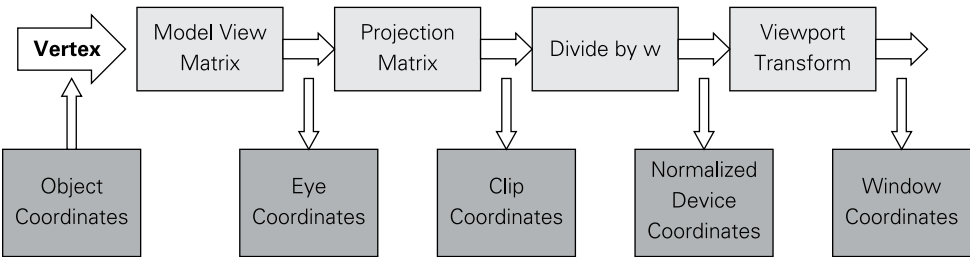 Vertex
Model View
Matrix
Projection
Matrix
Divide by w
Viewport
Transform
Object
Coordinates
Eye
Coordinates
Clip
Coordinates
Normalized
Device
Coordinates
Window
Coordinates